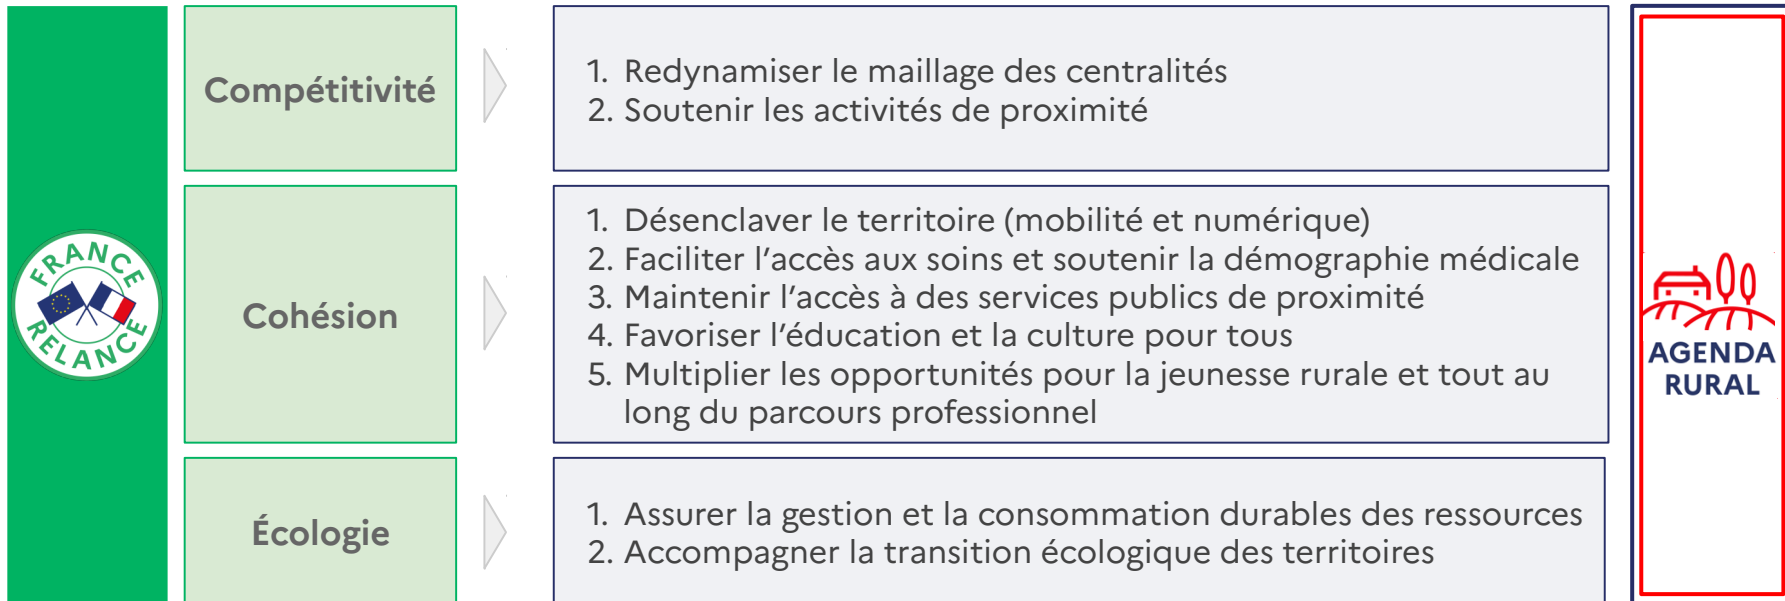 FRANCE
RELANCE
Compétitivité
1. Redynamiser le maillage des centralités
2. Soutenir les activités de proximité
Cohésion
1. Désenclaver le territoire (mobilité et numérique)
2. Faciliter l’accès aux soins et soutenir la démographie médicale
3. Maintenir l’accès à des services publics de proximité
4. Favoriser l’éducation et la culture pour tous
5. Multiplier les opportunités pour la jeunesse rurale et tout au
long du parcours professionnel
Écologie
1. Assurer la gestion et la consommation durables des ressources
2. Accompagner la transition écologique des territoires
AGENDA
RURAL